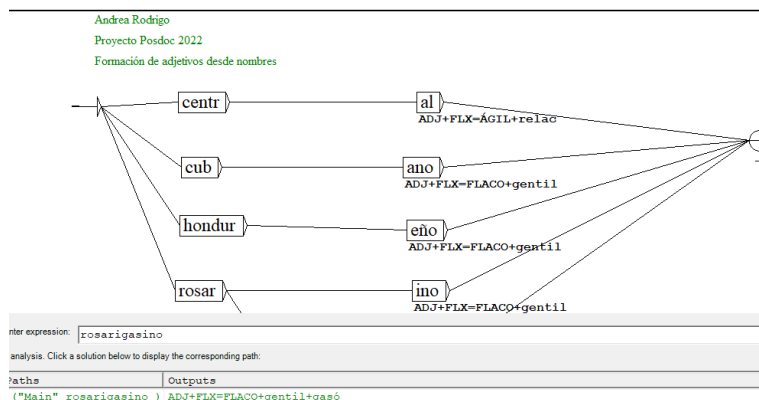 Andrea Rodrigo
Proyecto Posdoc 2022
Formación de adjetivos desde nombres
centr al
ADJ+FLX=ÁGIL+relac
cub ano
ADJ+FLX=FLACO+gentil
hondur eño
ADJ+FLX=FLACO+gentil
rosar ino
ADJ+FLX=FLACO+gentil
nter expression: rosarigasino
analysis. Click a solution below to display the corresponding path:
Paths Outputs
("Main" rosarigasino ) ADJ+FLX=FLACO+gentil+gasó